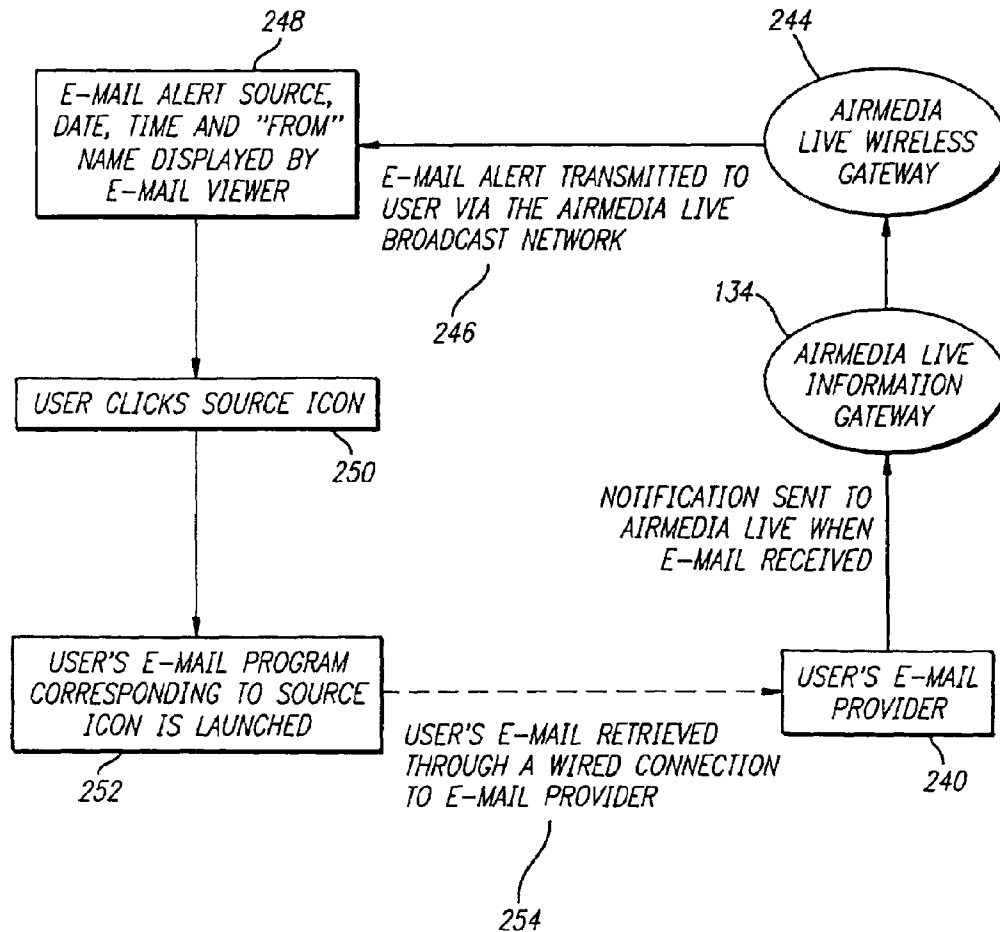 248
E-MAIL ALERT SOURCE,
DATE, TIME AND "FROM"
NAME DISPLAYED BY
E-MAIL VIEWER
244
AIRMEDIA
LIVE WIRELESS
GATEWAY
E-MAIL ALERT TRANSMITTED TO
USER VIA THE AIRMEDIA LIVE
BROADCAST NETWORK
246
134
AIRMEDIA LIVE
INFORMATION
GATEWAY
USER CLICKS SOURCE ICON
250
NOTIFICATION SENT TO
AIRMEDIA LIVE WHEN
E-MAIL RECEIVED
USER'S E-MAIL PROGRAM
CORRESPONDING TO SOURCE
ICON IS LAUNCHED
252
USER'S E-MAIL RETRIEVED
THROUGH A WIRED CONNECTION
TO E-MAIL PROVIDER
254
USER'S E-MAIL
PROVIDER
240